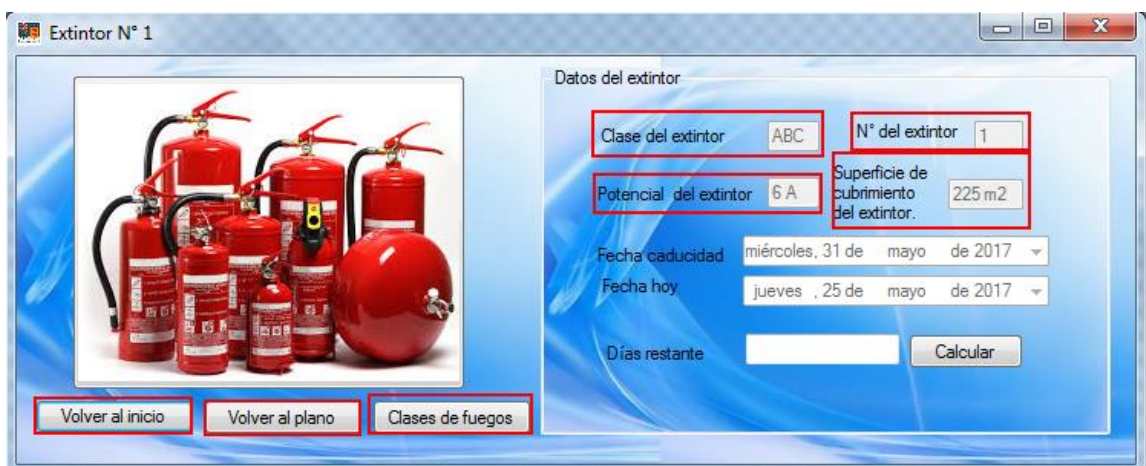 Extintor N° 1
Datos del extintor
Clase del extintor ABC N° del extintor 1
Potencial del extintor 6 A
Superficie de
cubrimiento
del extintor. 225 m2
Fecha caducidad miércoles, 31 de mayo de 2017
Fecha hoy jueves , 25 de mayo de 2017
Días restante Calcular
Volver al inicio Volver al plano Clases de fuegos